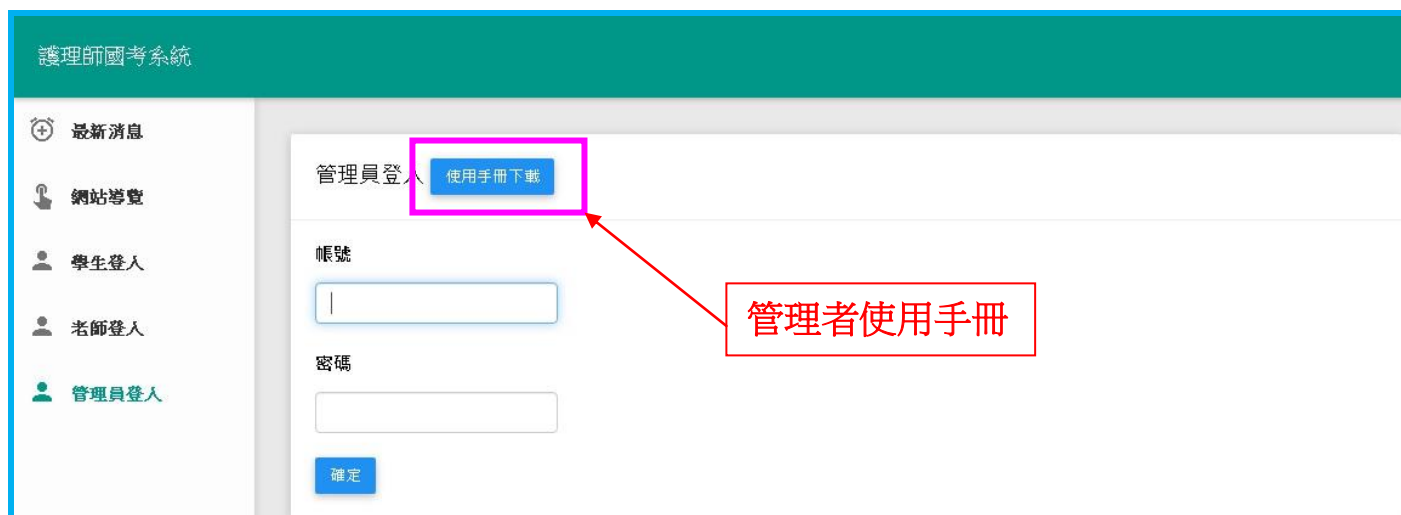 護理師國考系統
最新消息
網站導覽
學生登入
老師登入
管理員登入
管理員登入 使用手冊下載
帳號
密碼
確定
管理者使用手冊